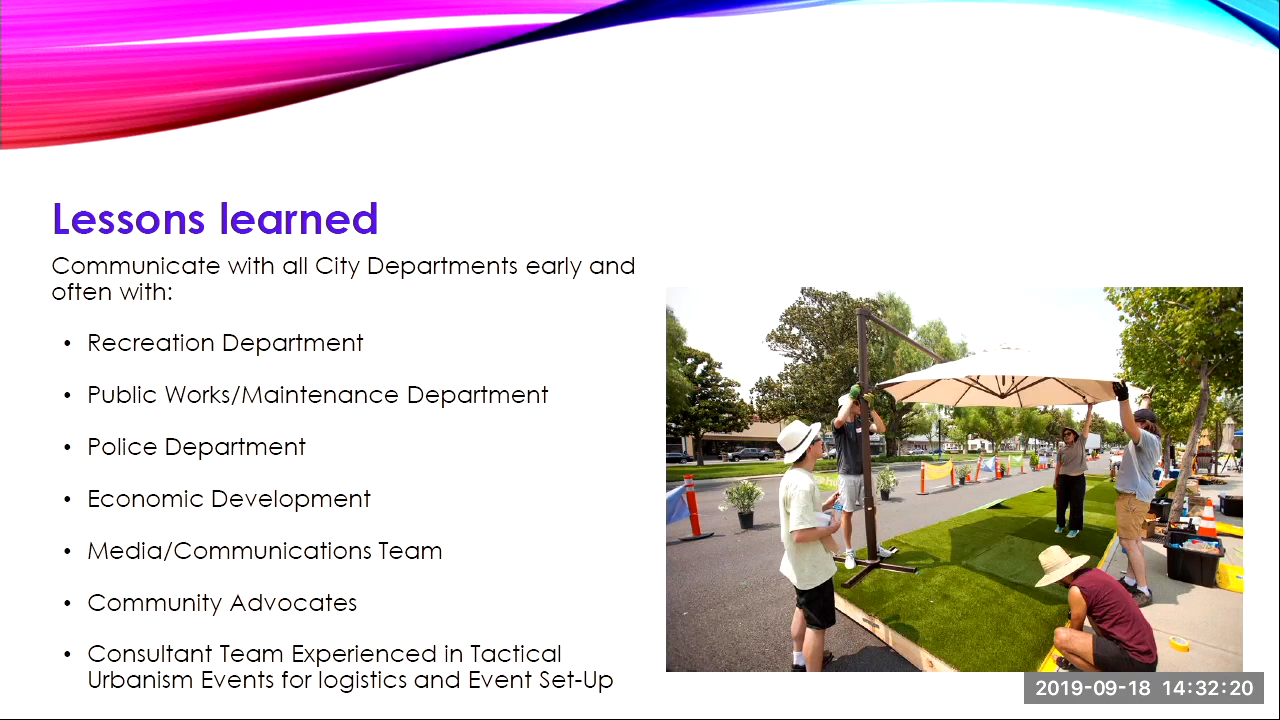 Lessons learned
Communicate with all City Departments early and
often with:
• Recreation Department
• Public Works/Maintenance Department
• Police Department
• Economic Development
• Media/Communications Team
• Community Advocates
• Consultant Team Experienced in Tactical
Urbanism Events for logistics and Event Set-Up
2019-09-18 14:32:20